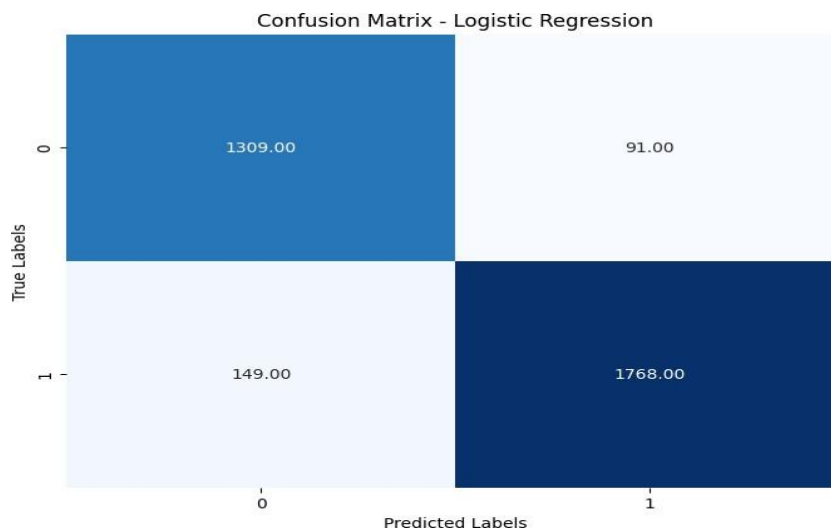 Confusion Matrix - Logistic Regression
0
1309.00
91.00
True Labels
1
149.00
1768.00
0
1
Predicted Labels